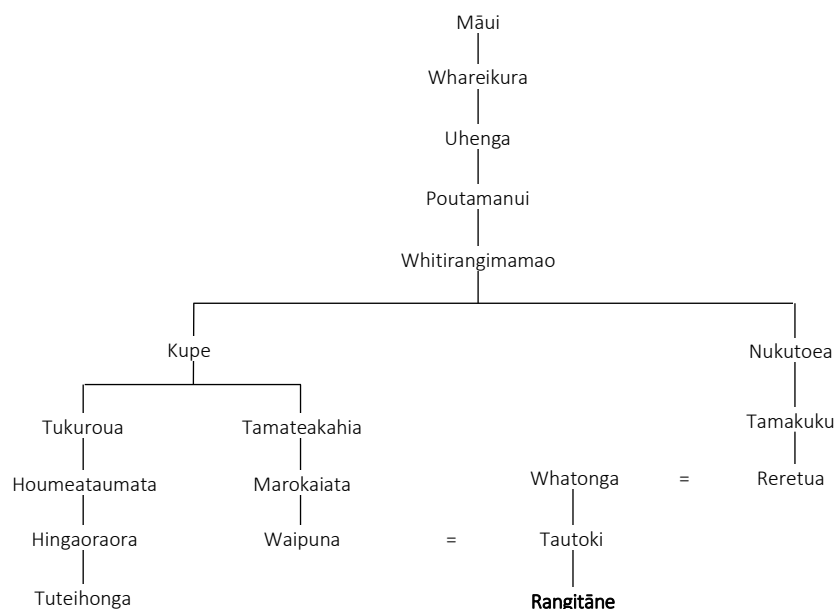 Māui
Whareikura
Uhenga
Poutamanui
Whitirangimamao
Kupe Nukutoea
Tukuroua Tamateakahia Tamakuku
Houmeataumata Marokaiata Whatonga = Reretua
Hingaoraora Waipuna = Tautoki
Tuteihonga Rangitāne